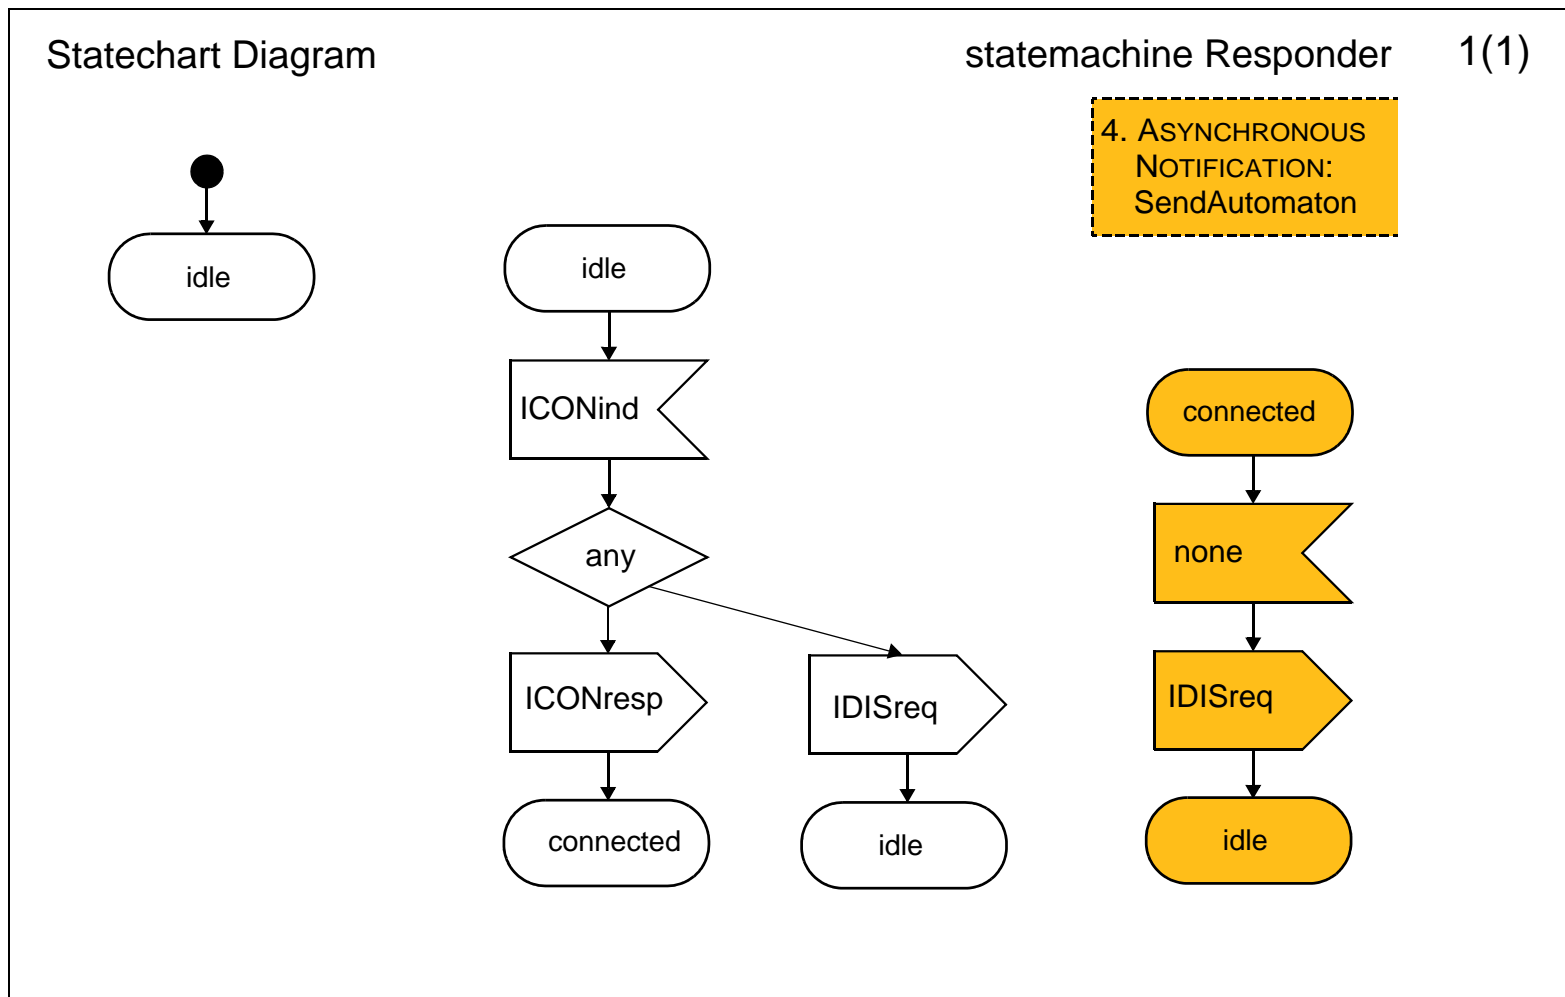 Statechart Diagram
statemachine Responder 1(1)
4. ASYNCHRONOUS
NOTIFICATION:
SendAutomaton
idle
idle
ICONind
any
ICONresp
connected
IDISreq
idle
connected
none
IDISreq
idle